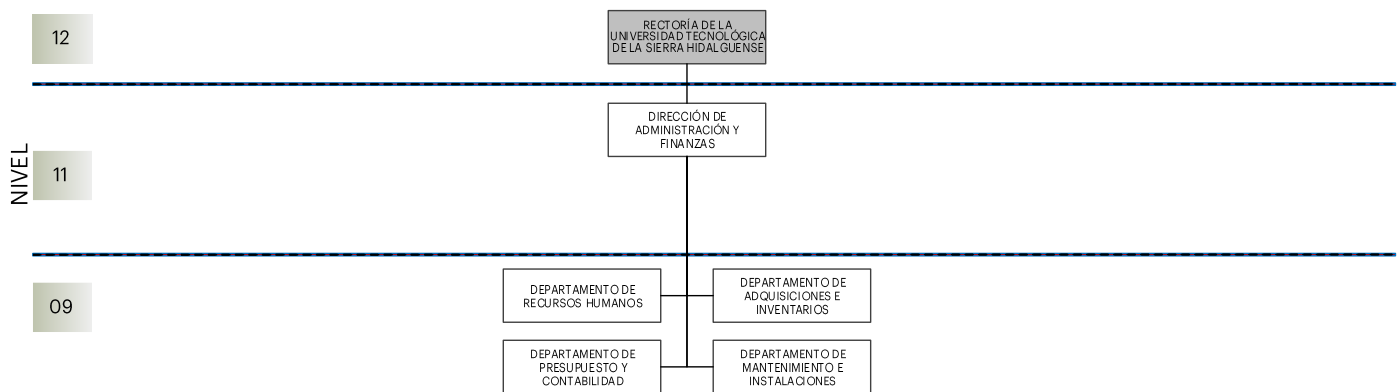 12
RECTORÍA DE LA
UNIVERSIDAD TECNOLÓGICA
DE LA SIERRA HIDALGUENSE
NIVEL
11
DIRECCIÓN DE
ADMINISTRACIÓN Y
FINANZAS
09
DEPARTAMENTO DE
RECURSOS HUMANOS
DEPARTAMENTO DE
ADQUISICIONES E
INVENTARIOS
DEPARTAMENTO DE
PRESUPUESTO Y
CONTABILIDAD
DEPARTAMENTO DE
MANTENIMIENTO E
INSTALACIONES